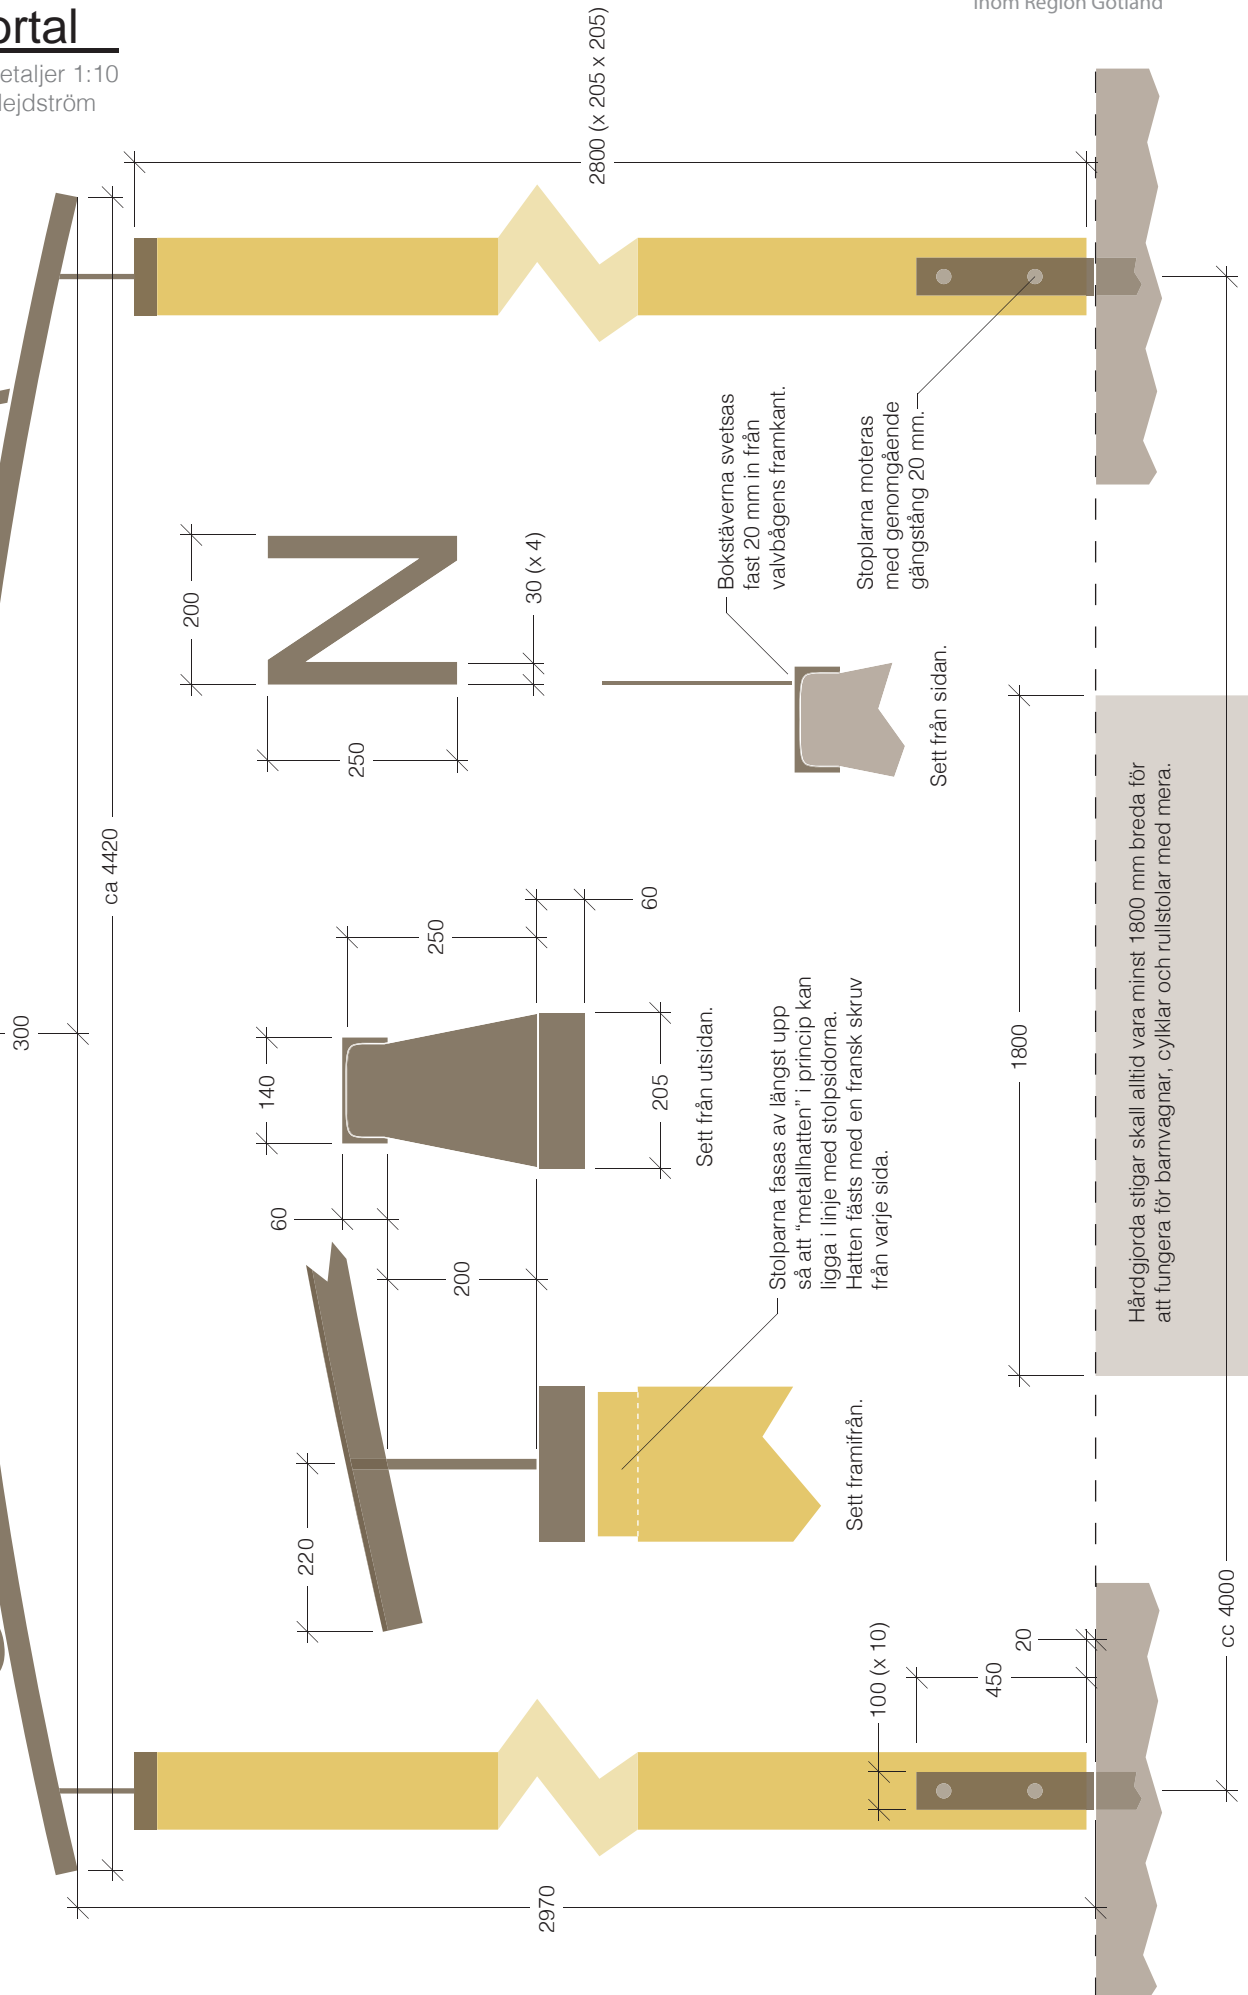 ortal
etaljer 1:10
lejdström
inom Region Gotland
2800 (x 205 x 205)
ca 4420
300
200
250
30 (x 4)
Bokstäverna svetsas
fast 20 mm in från
valvbågens framkant.
Stoplarna moteras
med genomgående
gängstång 20 mm.
Sett från sidan.
140
250
60
60
200
205
Sett från utsidan.
220
Stolparna fasas av längst upp
så att "metallhatten" i princip kan
ligga i linje med stolpsidorna.
Hatten fästs med en fransk skruv
från varje sida.
Sett framifrån.
1800
Hårdgjorda stigar skall alltid vara minst 1800 mm breda för
att fungera för barnvagnar, cylklar och rullstolar med mera.
100 (x 10)
450
20
cc 4000
2970
N